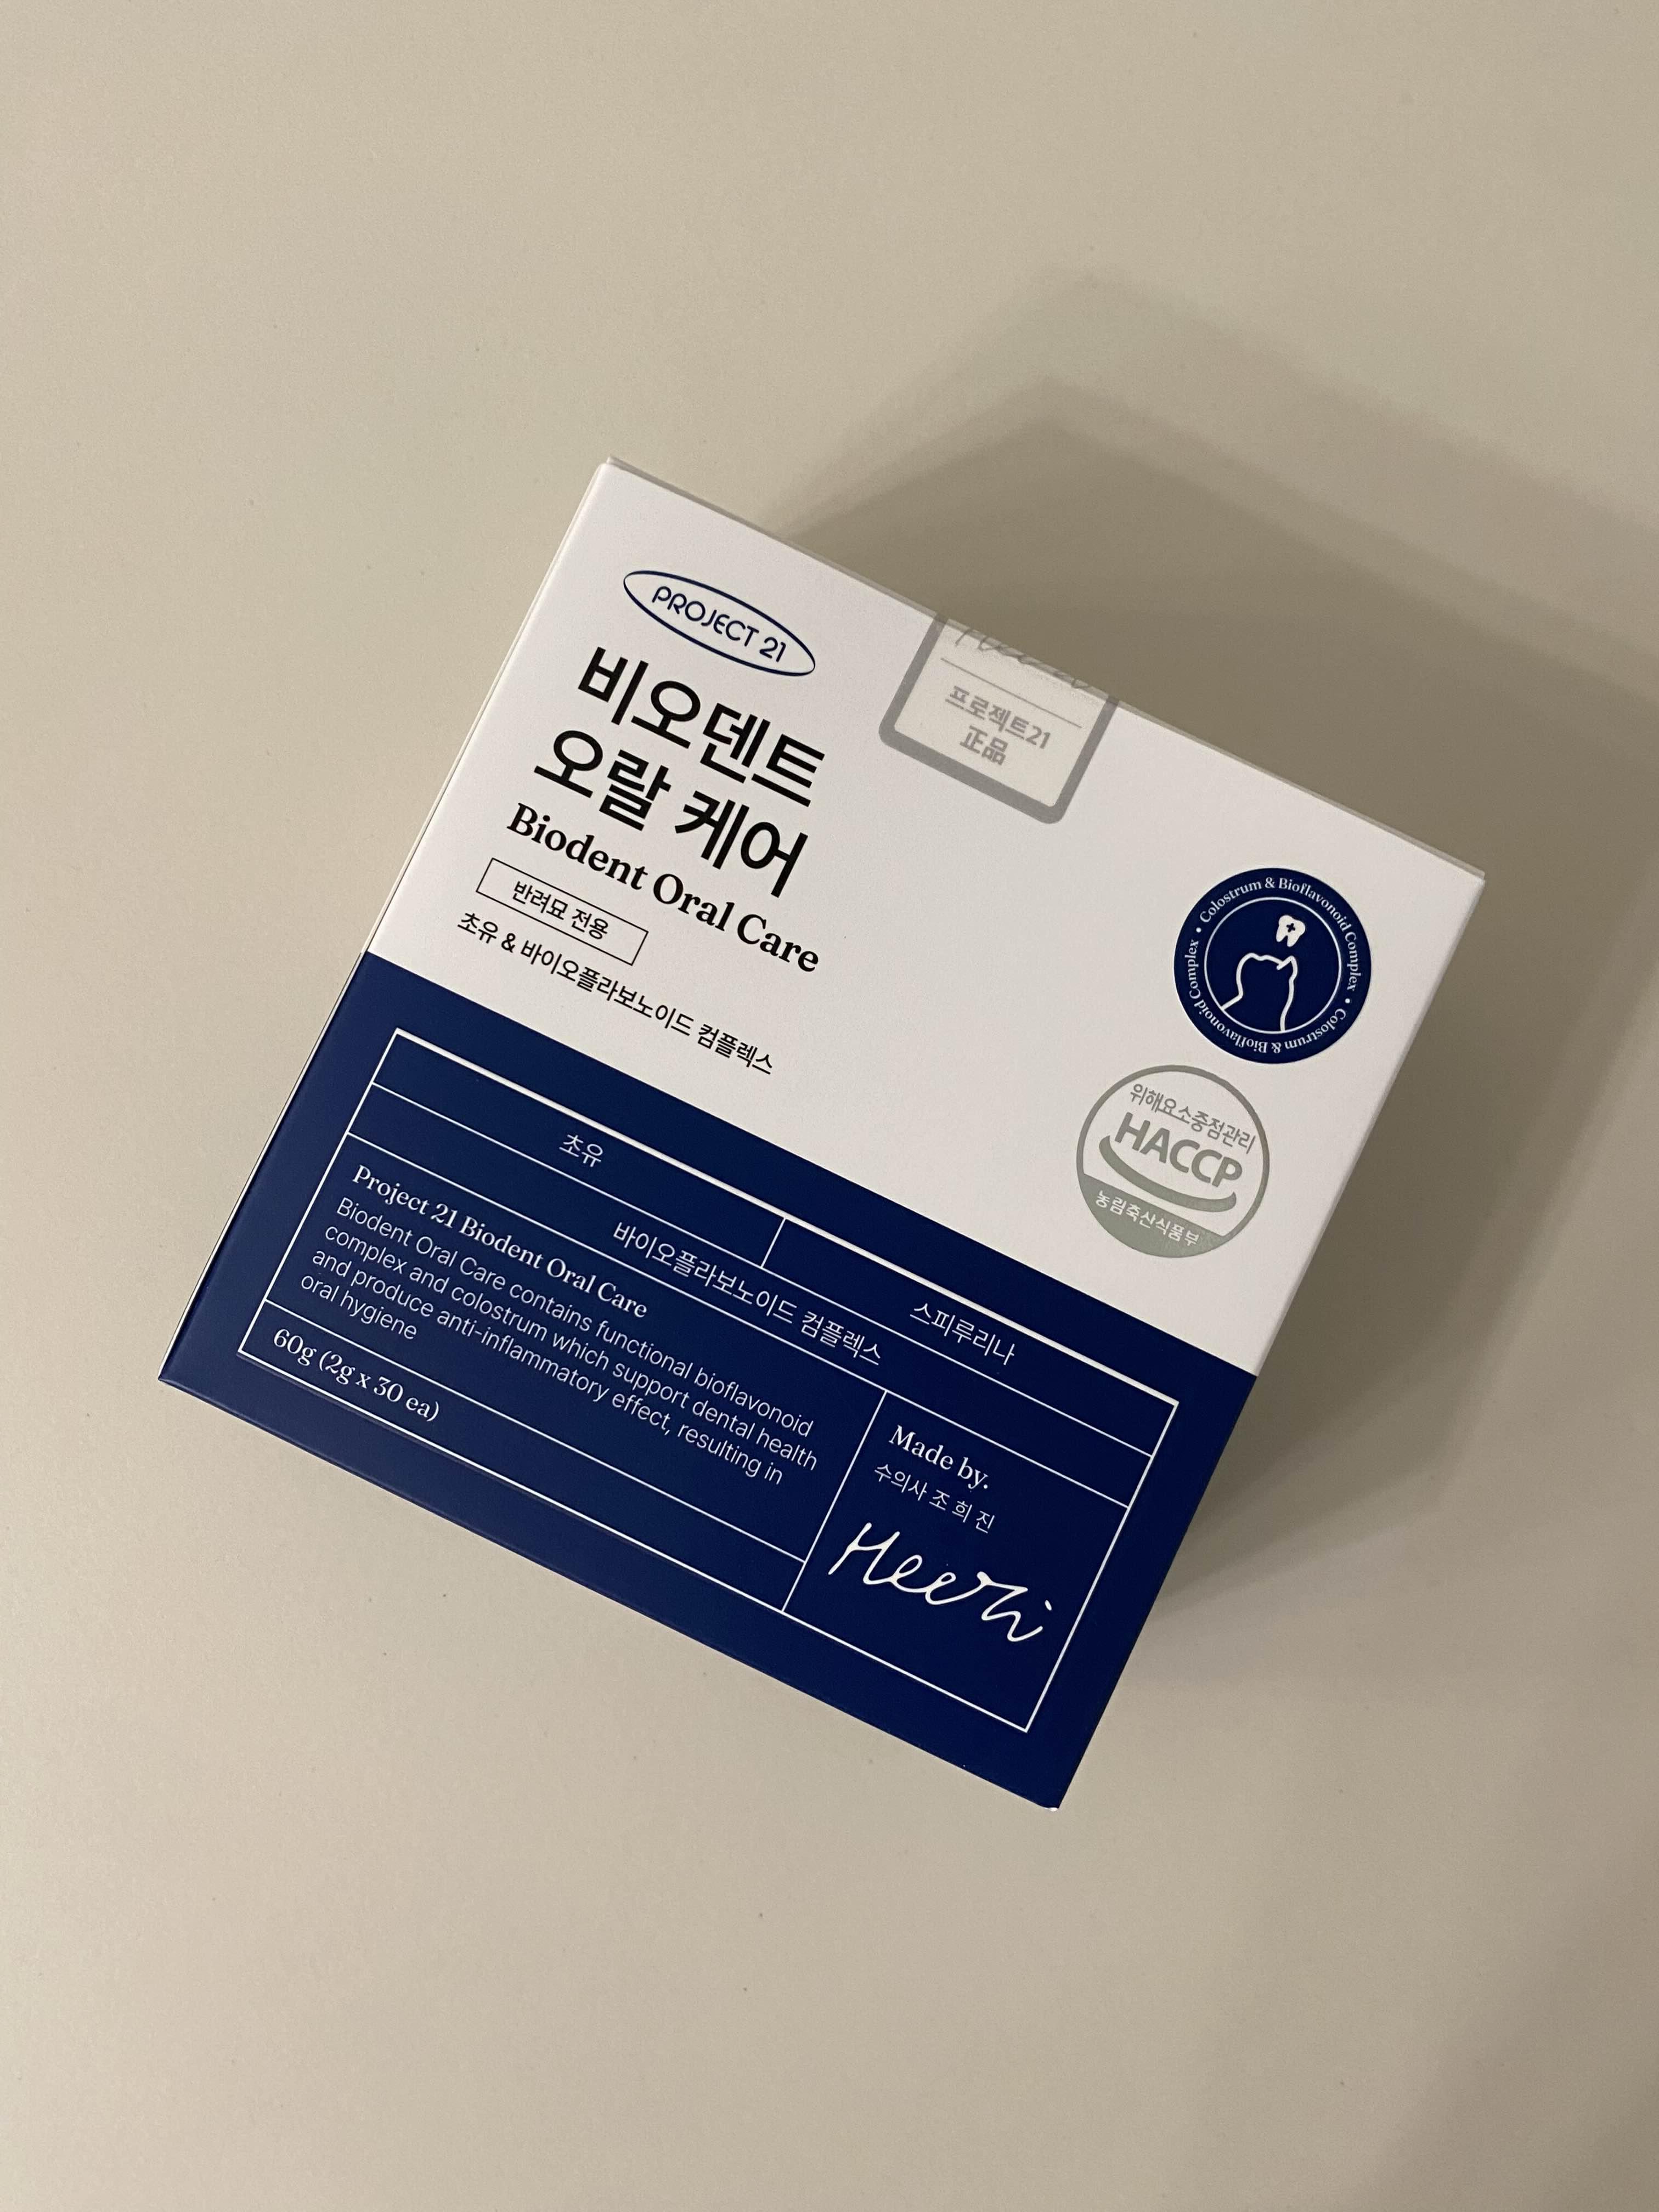 PROJECT 21
비오덴트
오랄 케어
Biodent Oral Care
반려묘 전용
초유 & 바이오플라보노이드 컴플렉스
프로젝트21
正品
Colostrum & Bioflavonoid Complex • Colostrum & Bioflavonoid Complex •
위해요소중점관리
HACCP
농림축산식품부
초유
스피루리나
바이오플라보노이드 컴플렉스
Project 21 Biodent Oral Care
Biodent Oral Care contains functional bioflavonoid
complex and colostrum which support dental health
and produce anti-inflammatory effect, resulting in
oral hygiene
60g (2g x 30 ea)
Made by.
수의사 조 희 진